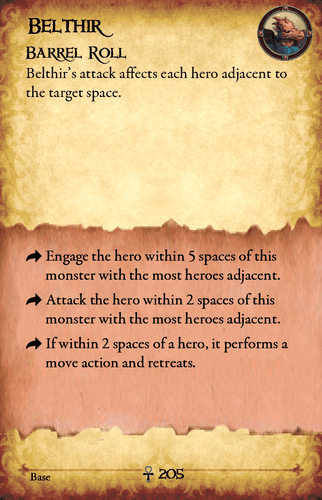 Belthir
Barrel Roll
Belthir's attack affects each hero adjacent to
the target space.
Engage the hero within 5 spaces of this
monster with the most heroes adjacent.
Attack the hero within 2 spaces of this
monster with the most heroes adjacent.
If within 2 spaces of a hero, it performs a
move action and retreats.
Base
☥ 205